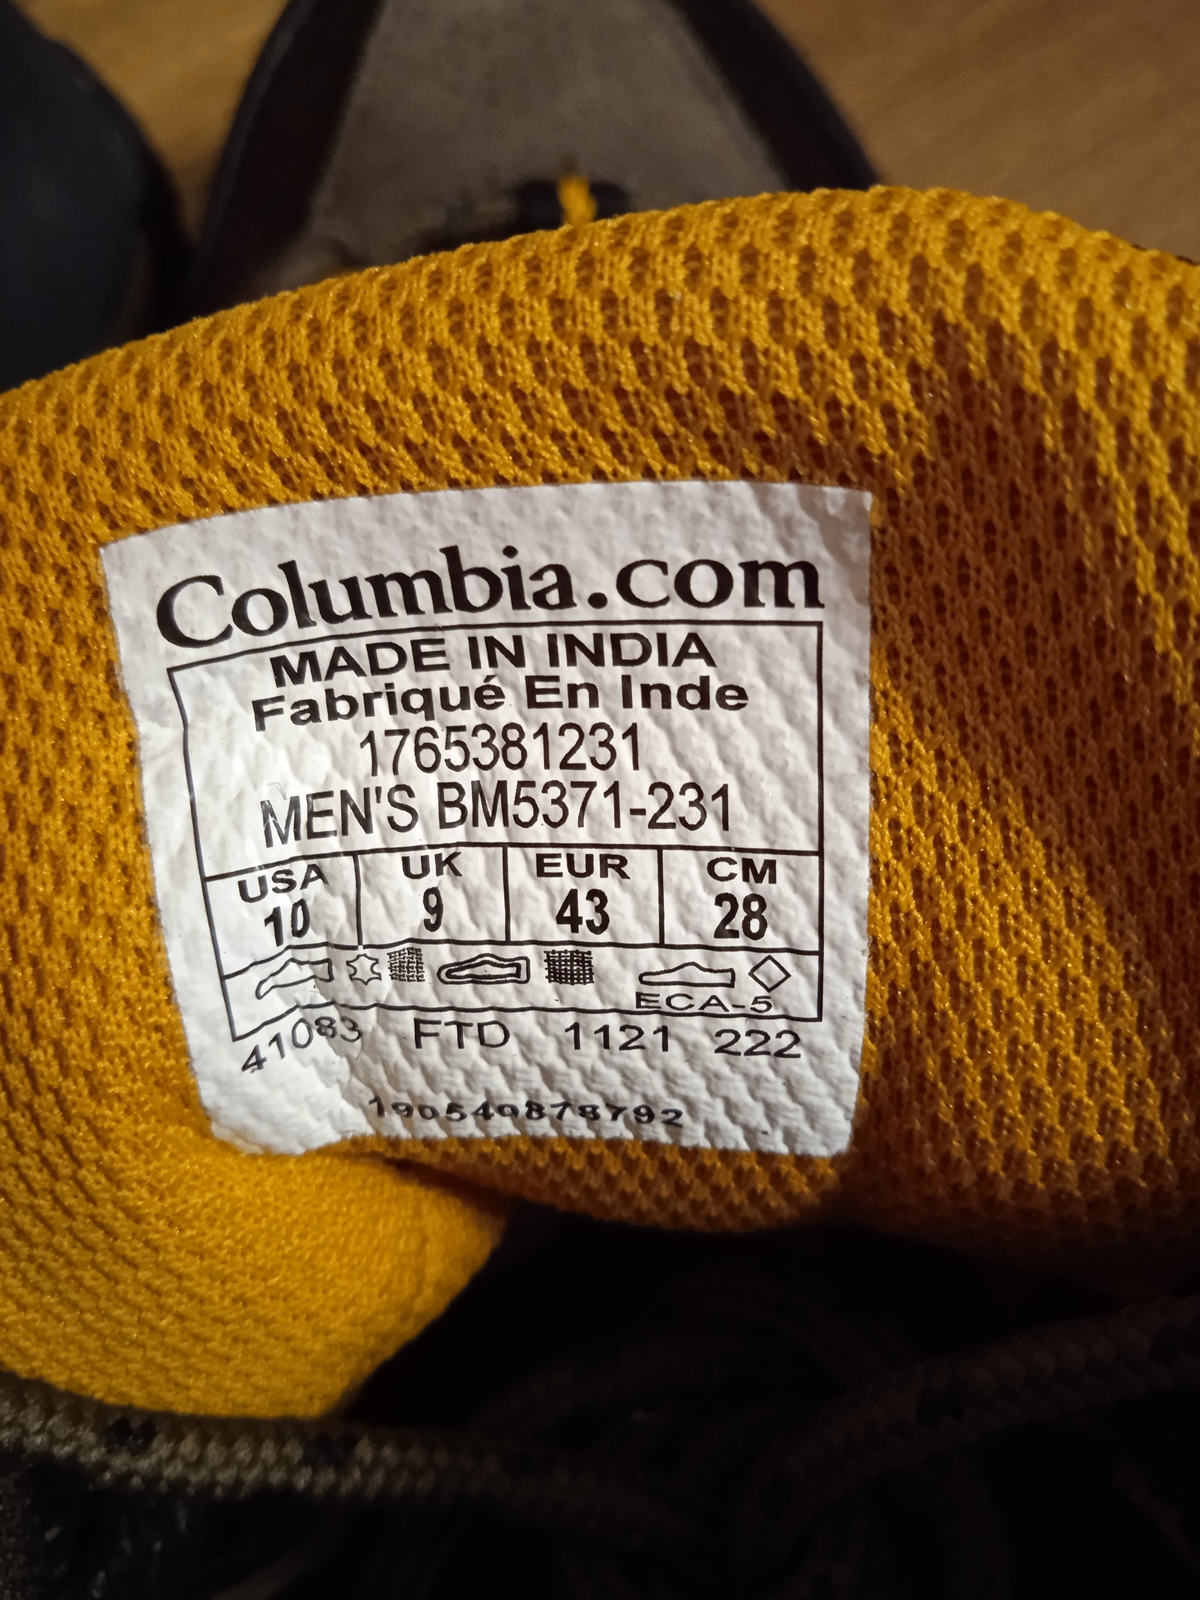 Columbia.com
MADE IN INDIA
Fabriqué En Inde
1765381231
MEN'S BM5371-231
USA UK EUR CM
10 9 43 28
ECA-5
41083 FTD 1121 222
190540878792